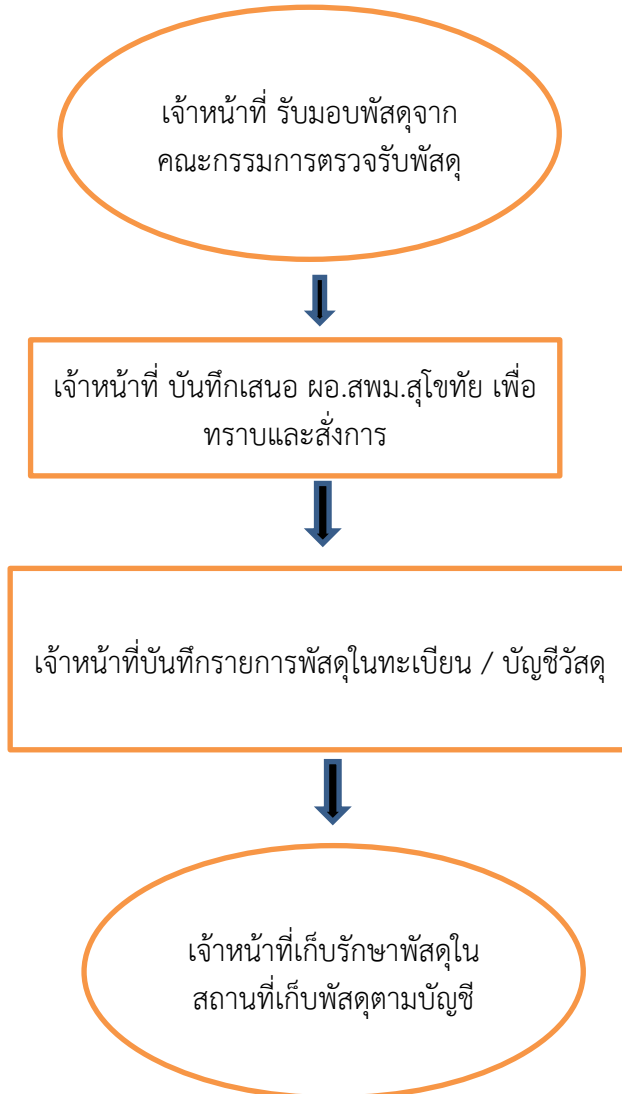 เจ้าหน้าที่ รับมอบพัสดุจาก
คณะกรรมการตรวจรับพัสดุ
เจ้าหน้าที่ บันทึกเสนอ ผอ.สพม.สุโขทัย เพื่อ
ทราบและสั่งการ
เจ้าหน้าที่บันทึกรายการพัสดุในทะเบียน / บัญชีวัสดุ
เจ้าหน้าที่เก็บรักษาพัสดุใน
สถานที่เก็บพัสดุตามบัญชี